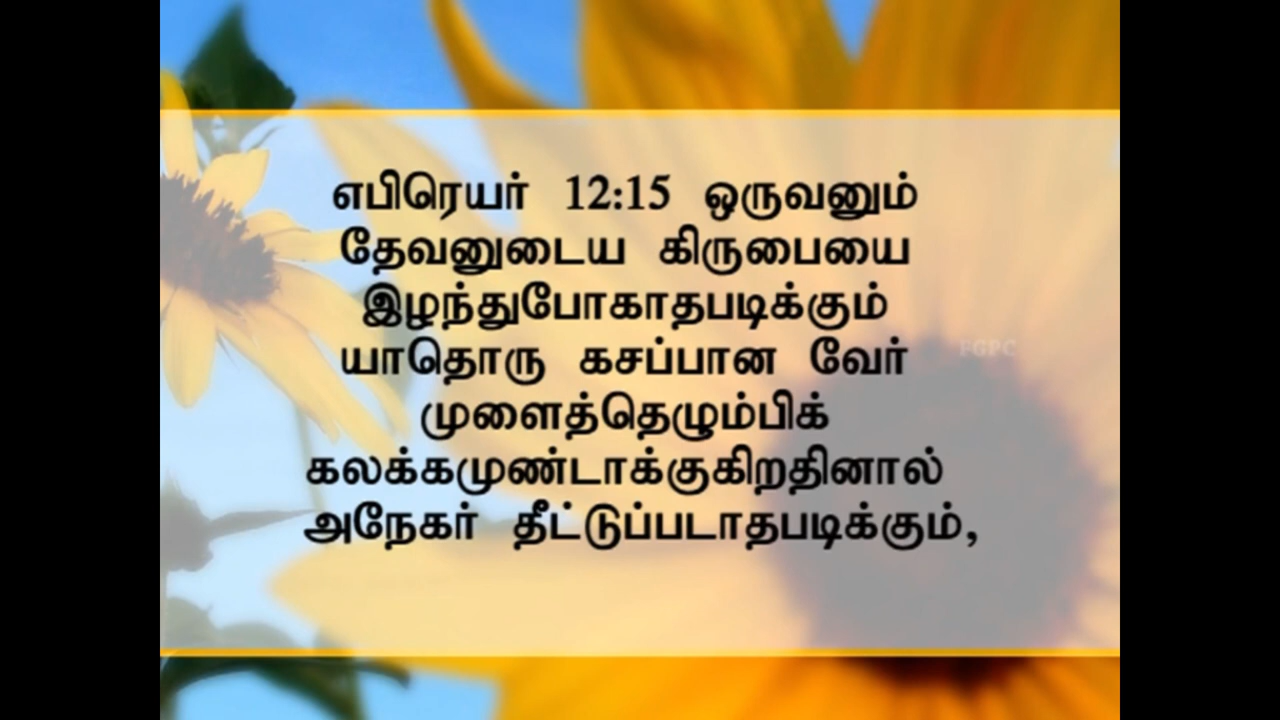 எபிரெயர் 12:15 ஒருவனும்
தேவனுடைய கிருபையை
இழந்துபோகாதபடிக்கும்
யாதொரு கசப்பான வேர்
முளைத்தெழும்பிக்
கலக்கமுண்டாக்குகிறதினால்
அநேகர் தீட்டுப்படாதபடிக்கும்,
FGPC